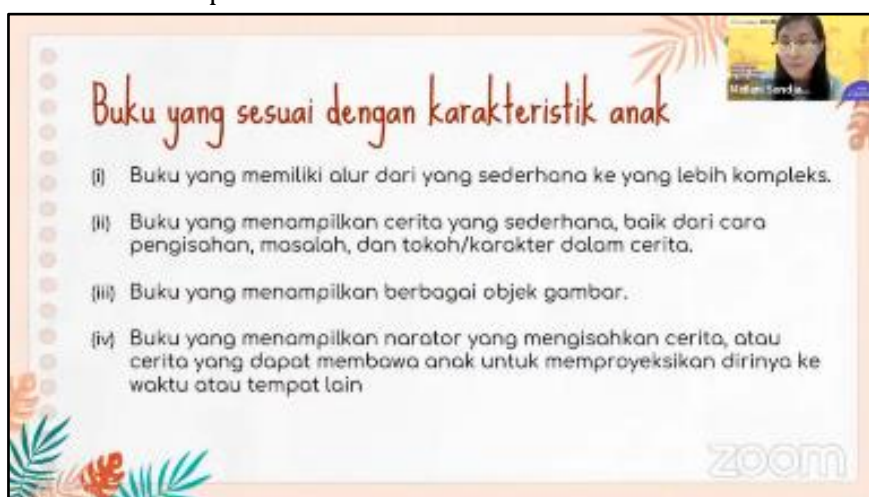 Buku yang sesuai dengan karakteristik anak
(i) Buku yang memiliki alur dari yang sederhana ke yang lebih kompleks.
(ii) Buku yang menampilkan cerita yang sederhana, baik dari cara
pengisahan, masalah, dan tokoh/karakter dalam cerita.
(iii) Buku yang menampilkan berbagai objek gambar.
(iv) Buku yang menampilkan narator yang mengisahkan cerita, atau
cerita yang dapat membawa anak untuk memproyeksikan dirinya ke
waktu atau tempat lain
zoom